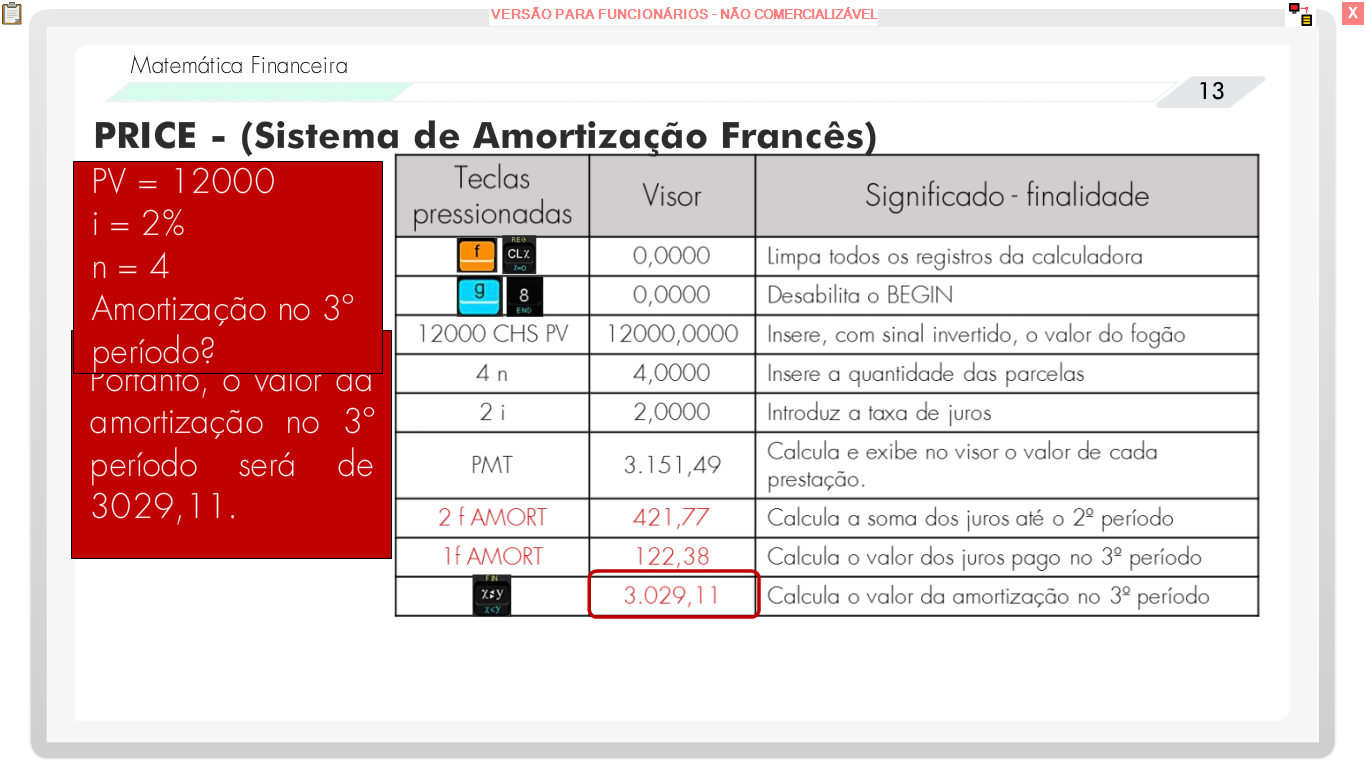 VERSÃO PARA FUNCIONÁRIOS - NÃO COMERCIALIZÁVEL
X
Matemática Financeira
13
PRICE - (Sistema de Amortização Francês)
PV = 12000
i = 2%
n = 4
Amortização no 3º
período?
Portanto, o valor da
amortização no 3º
período será de
3029,11.
Teclas pressionadas Visor Significado - finalidade
f REG CLx x=0 0,0000 Limpa todos os registros da calculadora
g 8 END 0,0000 Desabilita o BEGIN
12000 CHS PV 12000,0000 Insere, com sinal invertido, o valor do fogão
4 n 4,0000 Insere a quantidade das parcelas
2 i 2,0000 Introduz a taxa de juros
PMT 3.151,49 Calcula e exibe no visor o valor de cada
prestação.
2 f AMORT 421,77 Calcula a soma dos juros até o 2º período
1f AMORT 122,38 Calcula o valor dos juros pago no 3º período
FIN x≷y x≤y 3.029,11 Calcula o valor da amortização no 3º período